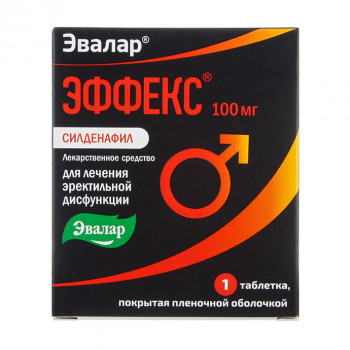 Эвалар®
ЭФФЕКС® 100 мг
СИЛДЕНАФИЛ
Лекарственное средство
для лечения
эректильной
дисфункции
Эвалар
1 таблетка,
покрытая пленочной оболочкой